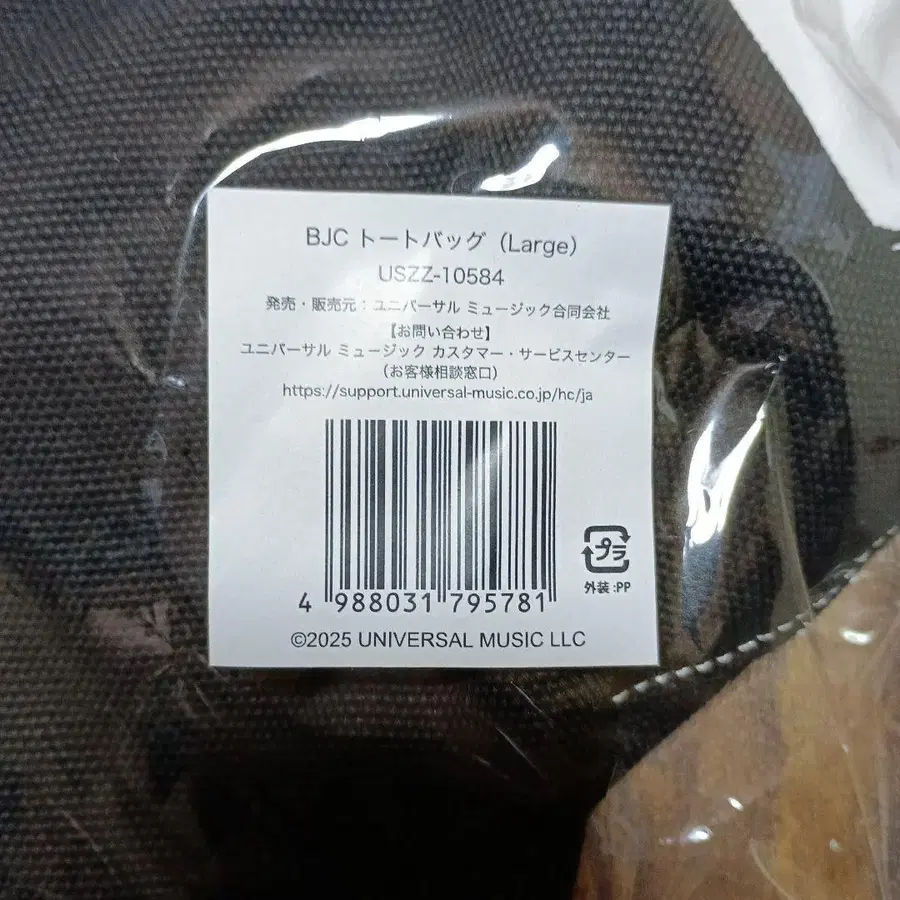 BJC トートバッグ（Large）
USZZ-10584
発売・販売元：ユニバーサル ミュージック合同会社
【お問い合わせ】
ユニバーサル ミュージック カスタマー・サービスセンター
（お客様相談窓口）
https://support.universal-music.co.jp/hc/ja
プラ
外装:PP
4 988031 795781
©2025 UNIVERSAL MUSIC LLC